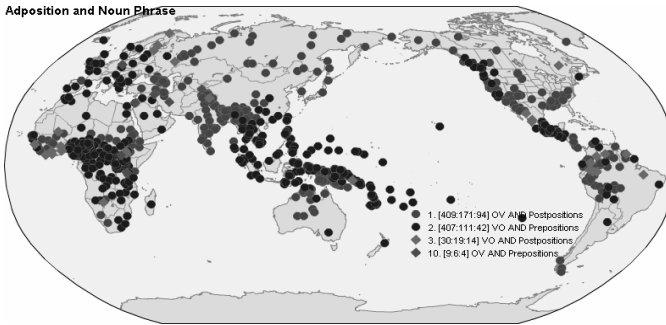 Adposition and Noun Phrase
1. [409:171:94] OV AND Postpositions
2. [407:111:42] VO AND Prepositions
3. [30:19:14] VO AND Postpositions
10. [9:6:4] OV AND Prepositions